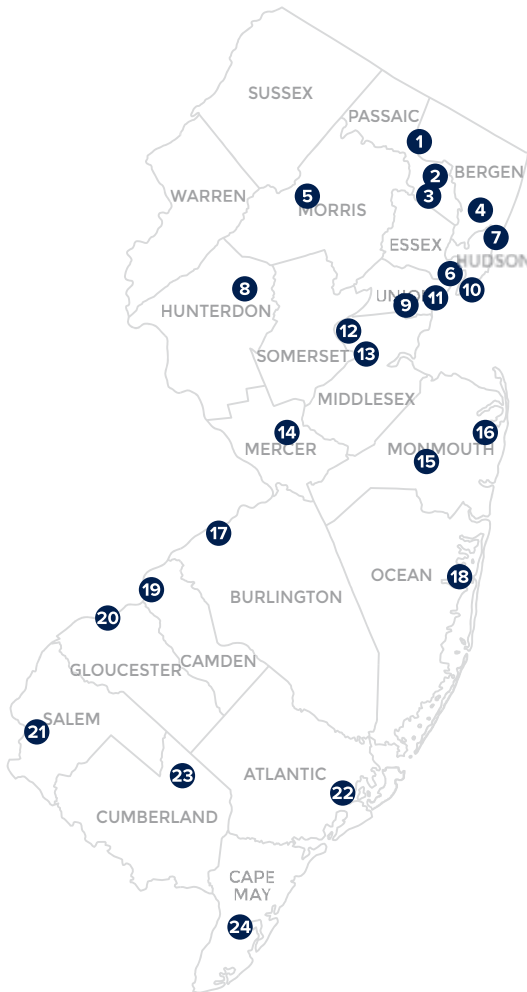 SUSSEX
PASSAIC
1
2
BERGEN
WARREN
5
3
MORRIS
4
7
ESSEX
HUDSON
6
8
10
UNION
11
9
HUNTERDON
12
SOMERSET
13
MIDDLESEX
14
16
MERCER
MONMOUTH
15
17
18
OCEAN
19
BURLINGTON
20
CAMDEN
GLOUCESTER
SALEM
21
23
ATLANTIC
22
CUMBERLAND
CAPE
MAY
24